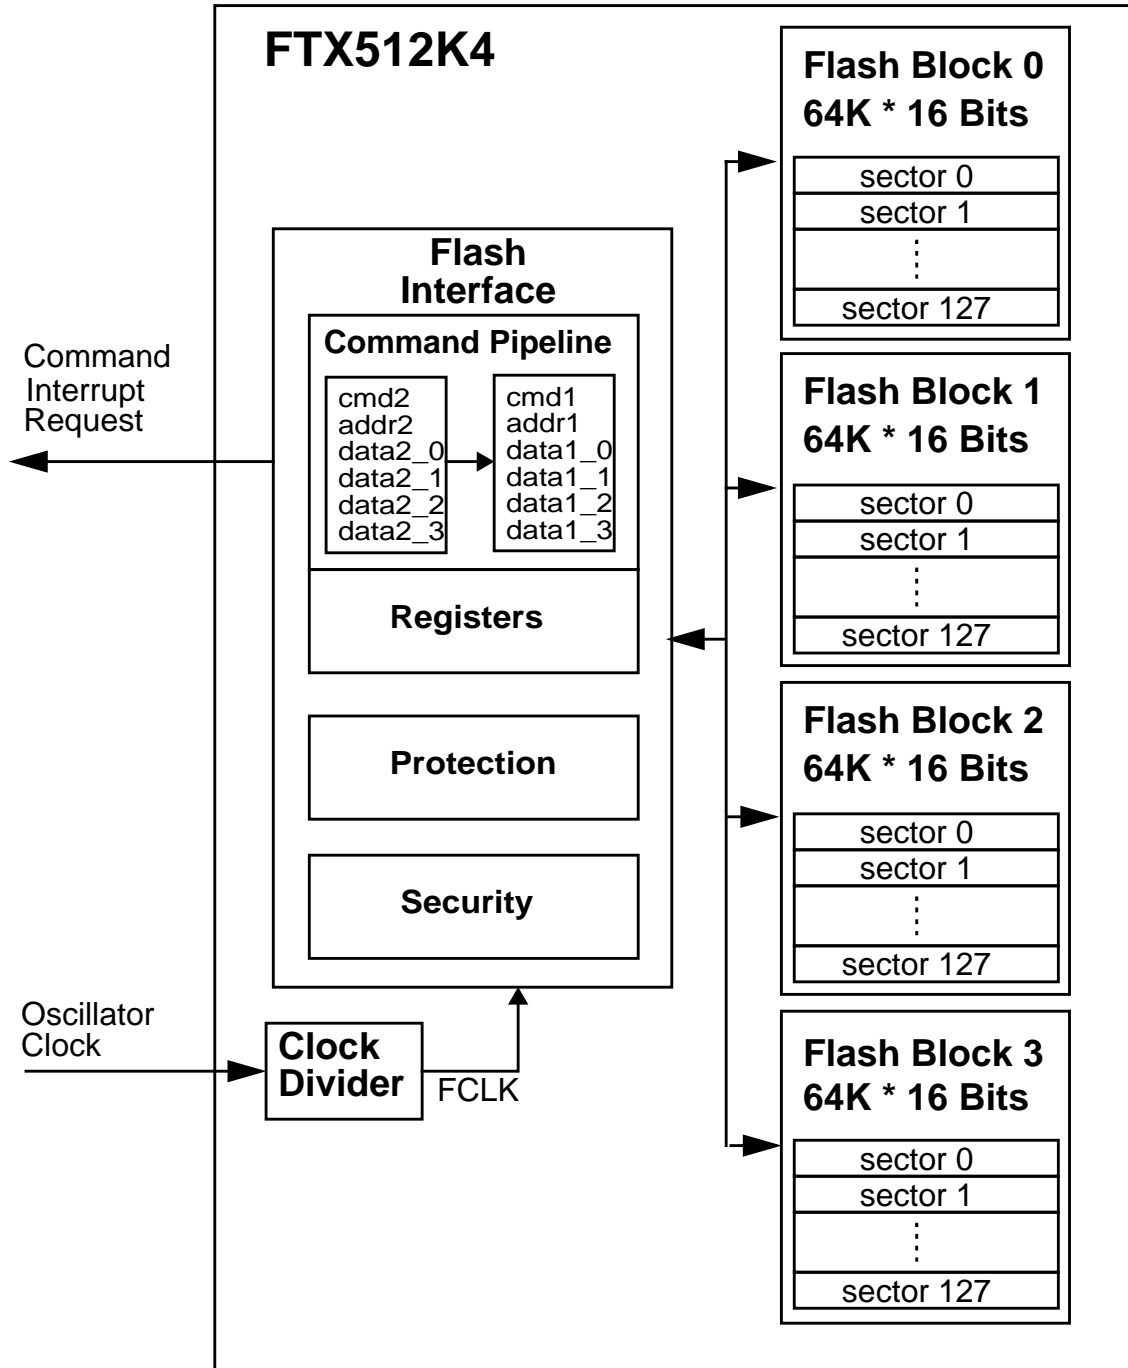 FTX512K4
Flash
Interface
Command Pipeline
cmd2
addr2
data2_0
data2_1
data2_2
data2_3
cmd1
addr1
data1_0
data1_1
data1_2
data1_3
Registers
Protection
Security
Command
Interrupt
Request
Oscillator
Clock
Clock
Divider
FCLK
Flash Block 0
64K * 16 Bits
sector 0
sector 1
sector 127
Flash Block 1
64K * 16 Bits
sector 0
sector 1
sector 127
Flash Block 2
64K * 16 Bits
sector 0
sector 1
sector 127
Flash Block 3
64K * 16 Bits
sector 0
sector 1
sector 127